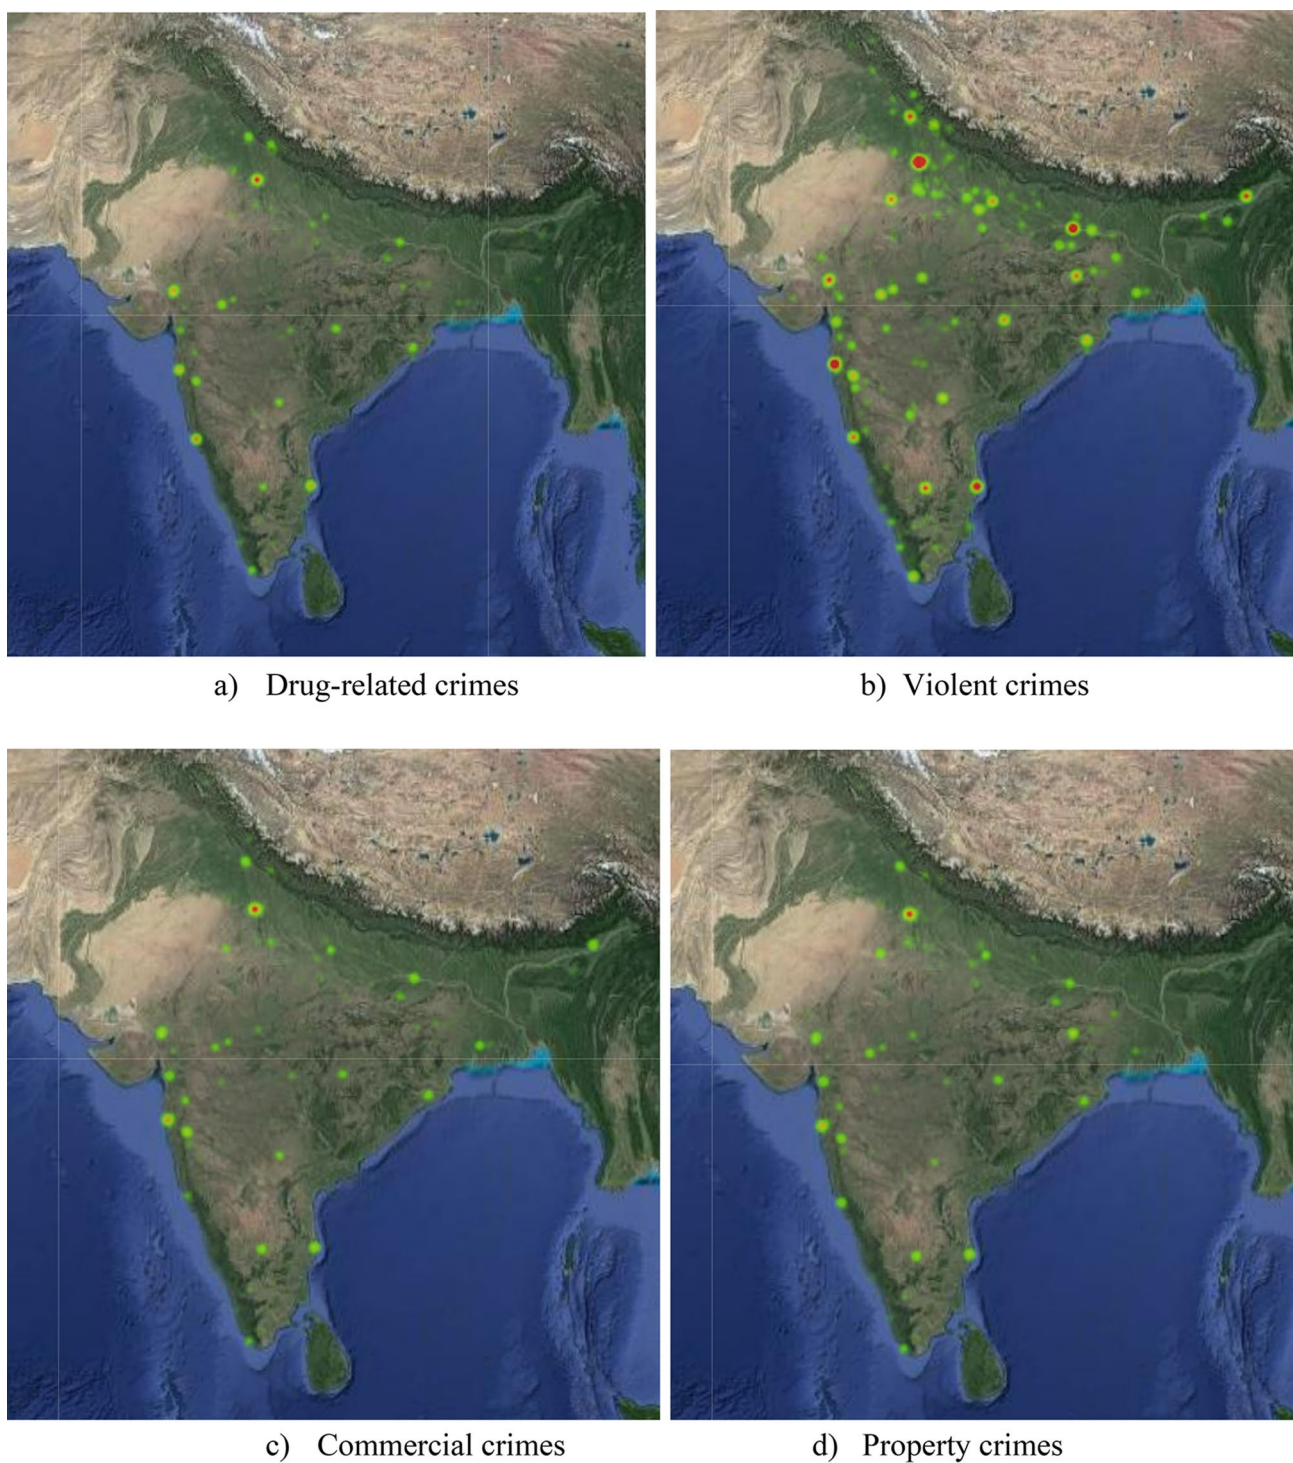 a) Drug-related crimes
b) Violent crimes
c) Commercial crimes
d) Property crimes